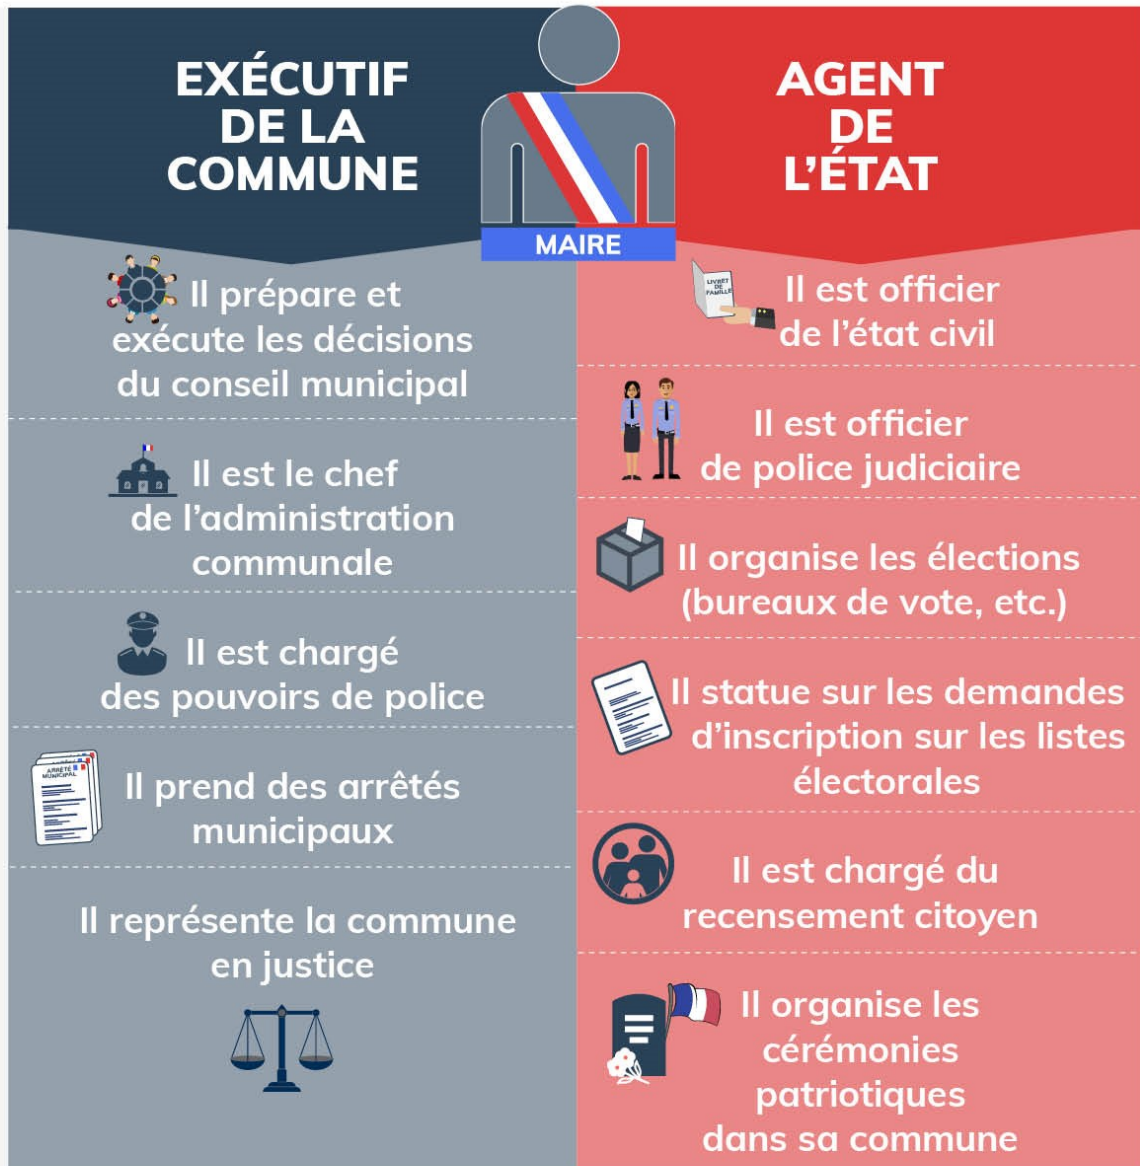 EXÉCUTIF
DE LA
COMMUNE
AGENT
DE
L'ÉTAT
MAIRE
Il prépare et
exécute les décisions
du conseil municipal
Il est le chef
de l'administration
communale
Il est chargé
des pouvoirs de police
ARRÊTÉ
MUNICIPAL
Il prend des arrêtés
municipaux
Il représente la commune
en justice
LIVRET
DE
FAMILLE
Il est officier
de l'état civil
Il est officier
de police judiciaire
Il organise les élections
(bureaux de vote, etc.)
Il statue sur les demandes
d'inscription sur les listes
électorales
Il est chargé du
recensement citoyen
Il organise les
cérémonies
patriotiques
dans sa commune